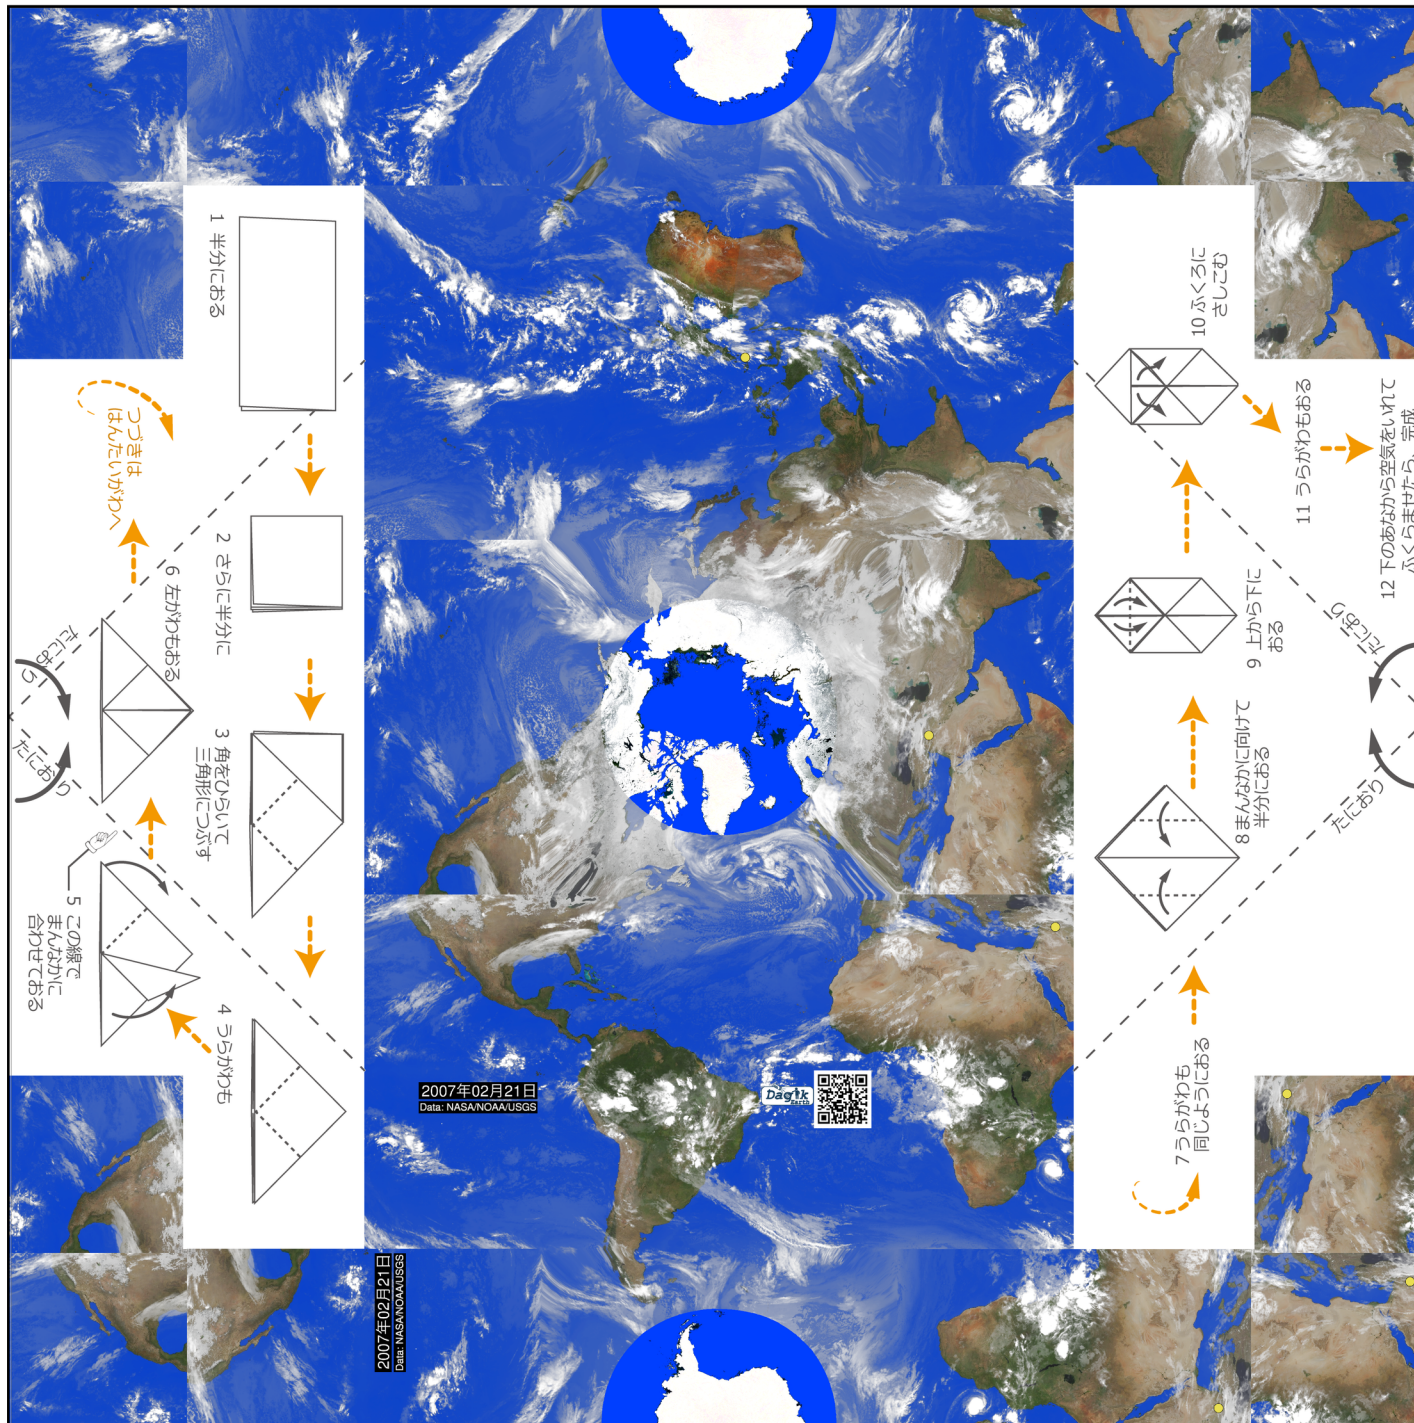 1 半分におる
2 さらに半分に
3 角をひらいて
三角形につぶす
4 うらがわも
5 この線で
まんなかに
合わせておる
6 左がわもおる
つづきは
はんたいがわへ
たにおり
たにおり
7 うらがわも
同じようにおる
8 まんなかに向けて
半分におる
9 上から下に
おる
10 ふくろに
さしこむ
11 うらがわもおる
12 下のあなから空気をいれて
ふくらませたら、完成
たにおり
たにおり
2007年02月21日
Data: NASA/NOAA/USGS
Dagik
Earth
2007年02月21日
Data: NASA/NOAA/USGS